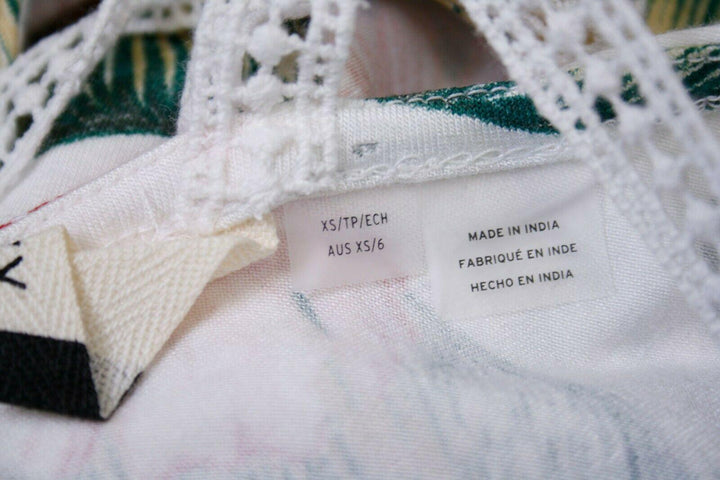 XS/TP/ECH
AUS XS/6
MADE IN INDIA
FABRIQUÉ EN INDE
HECHO EN INDIA
Y